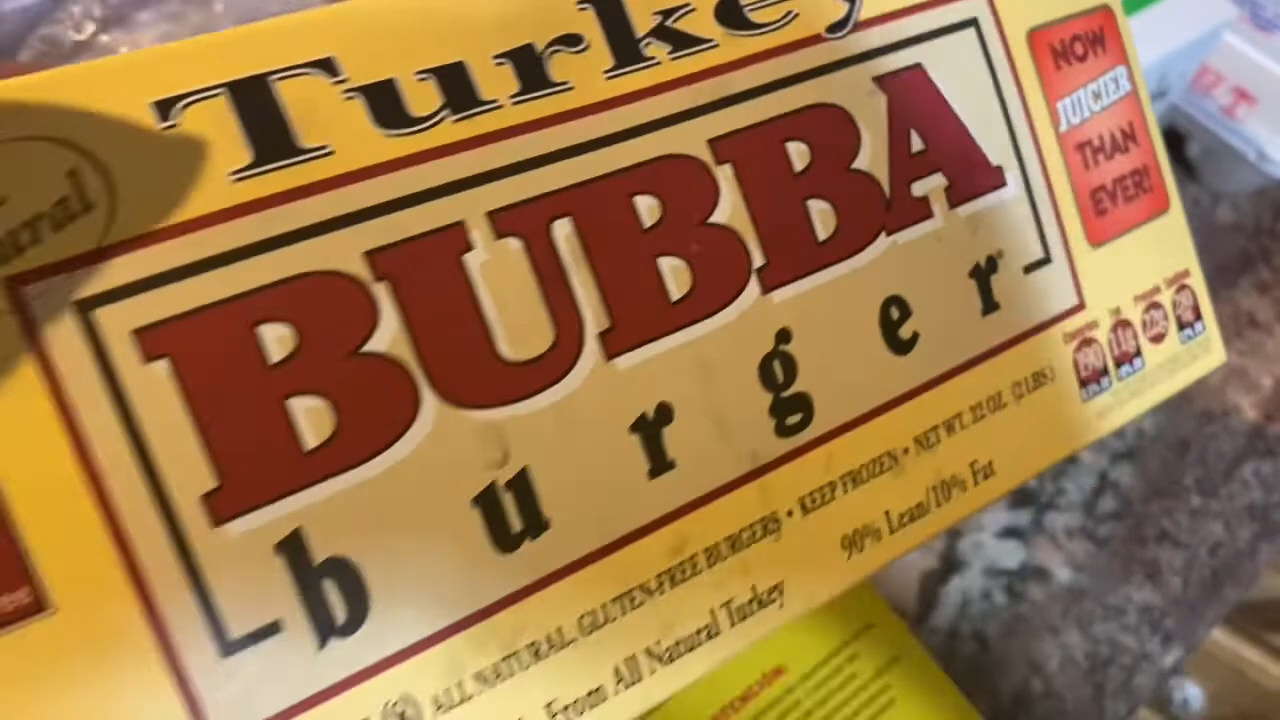 Turkey
BUBBA
burger
NOW
JUICIER
THAN
EVER!
190
ALL NATURAL, GLUTEN-FREE BURGERS • KEEP FROZEN • NET WT. 32 OZ. (2 LBS.)
From All Natural Turkey
90% Lean/10% Fat